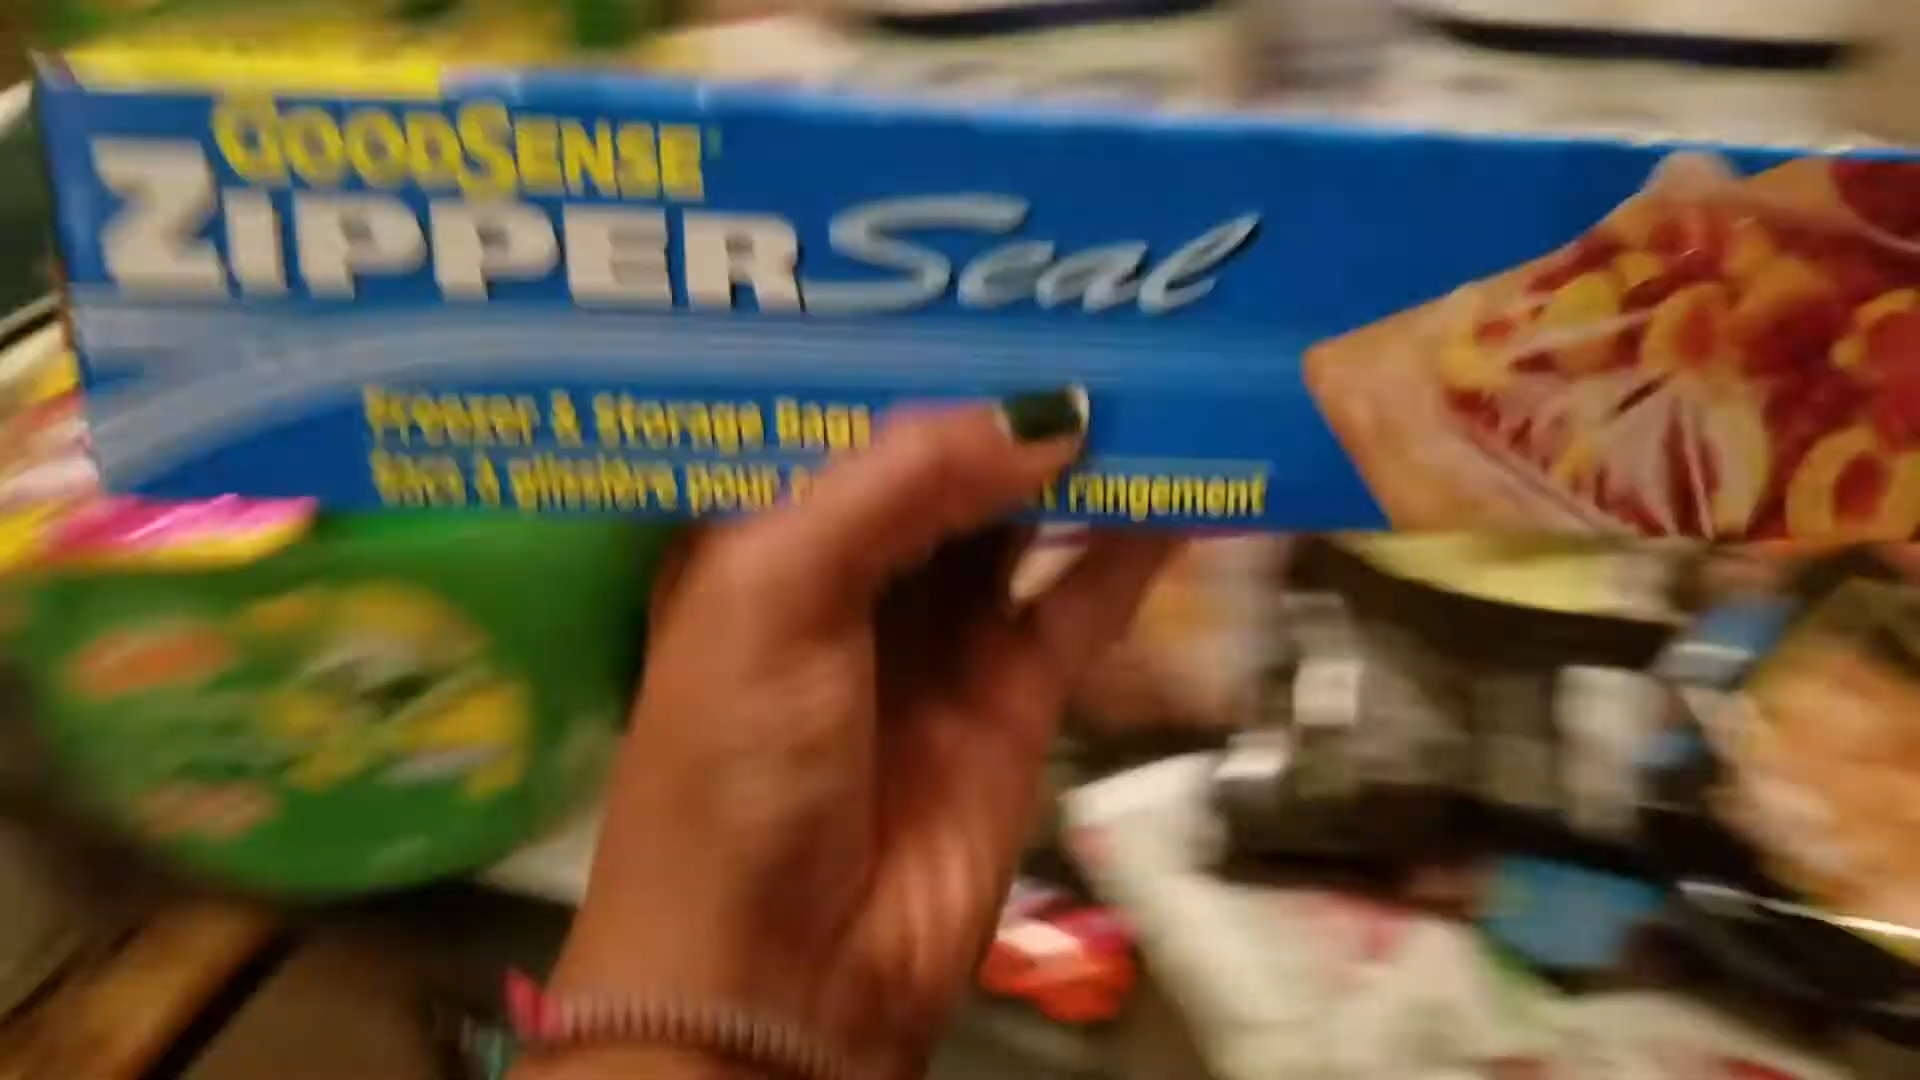 GOODSENSE
ZIPPER Seal
Freezer & Storage Bags
Sacs à glissière pour rangement